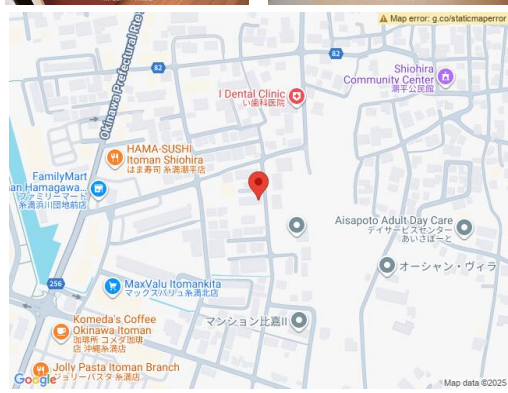 Map error: g.co/staticmaperror
Okinawa Prefectural Rte
82
82
Shiohira
Community Center
潮平公民館
I Dental Clinic
い歯科医院
HAMA-SUSHI
Itoman Shiohira
はま寿司 糸満潮平店
FamilyMart
an Hamagawa...
ファミリーマート
糸満浜川団地前店
Aisapoto Adult Day Care
デイサービスセンター
あいさぽーと
オーシャン・ヴィラ
256
MaxValu Itomankita
マックスバリュ糸満北店
マンション比嘉II
Komeda's Coffee
Okinawa Itoman
珈琲所 コメダ珈琲
店 沖縄糸満店
Jolly Pasta Itoman Branch
ジョリーパスタ 糸満店
Google
Map data ©2025